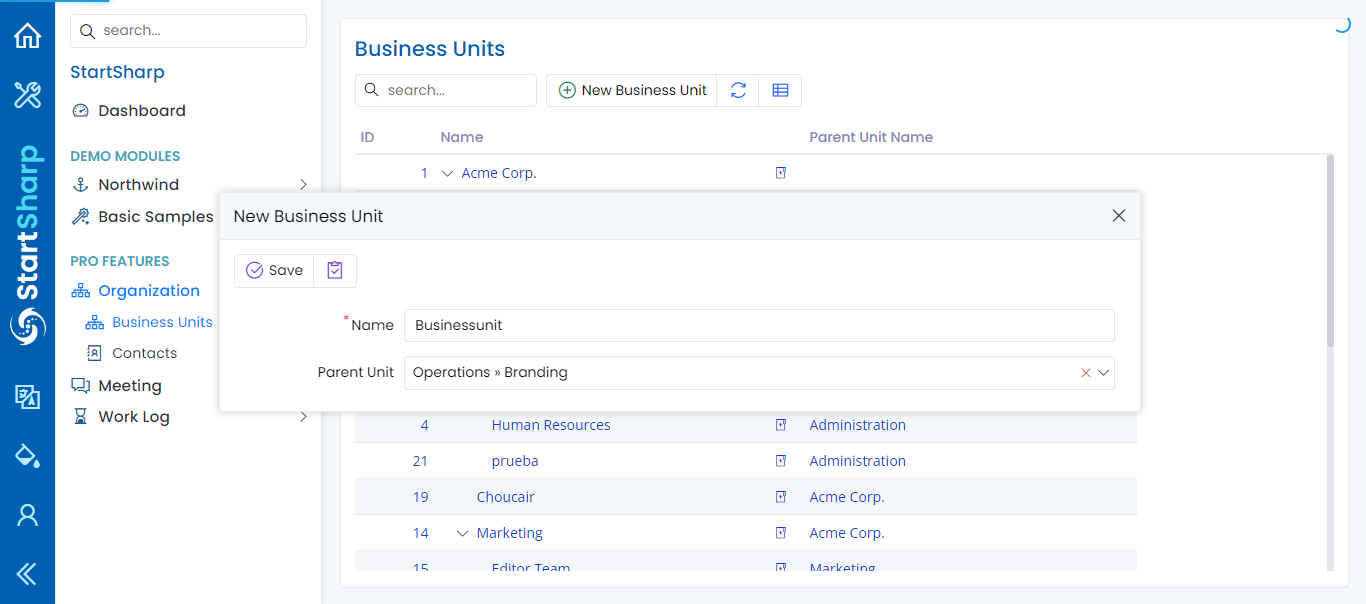 search...
StartSharp
Dashboard
DEMO MODULES
Northwind
Basic Samples
PRO FEATURES
Organization
Business Units
Contacts
Meeting
Work Log
StartSharp
Business Units
search...
New Business Unit
ID Name Parent Unit Name
1 Acme Corp.
New Business Unit
Save
* Name Businessunit
Parent Unit Operations » Branding
4 Human Resources Administration
21 prueba Administration
19 Choucair Acme Corp.
14 Marketing Acme Corp.
15 Editor Team Marketing